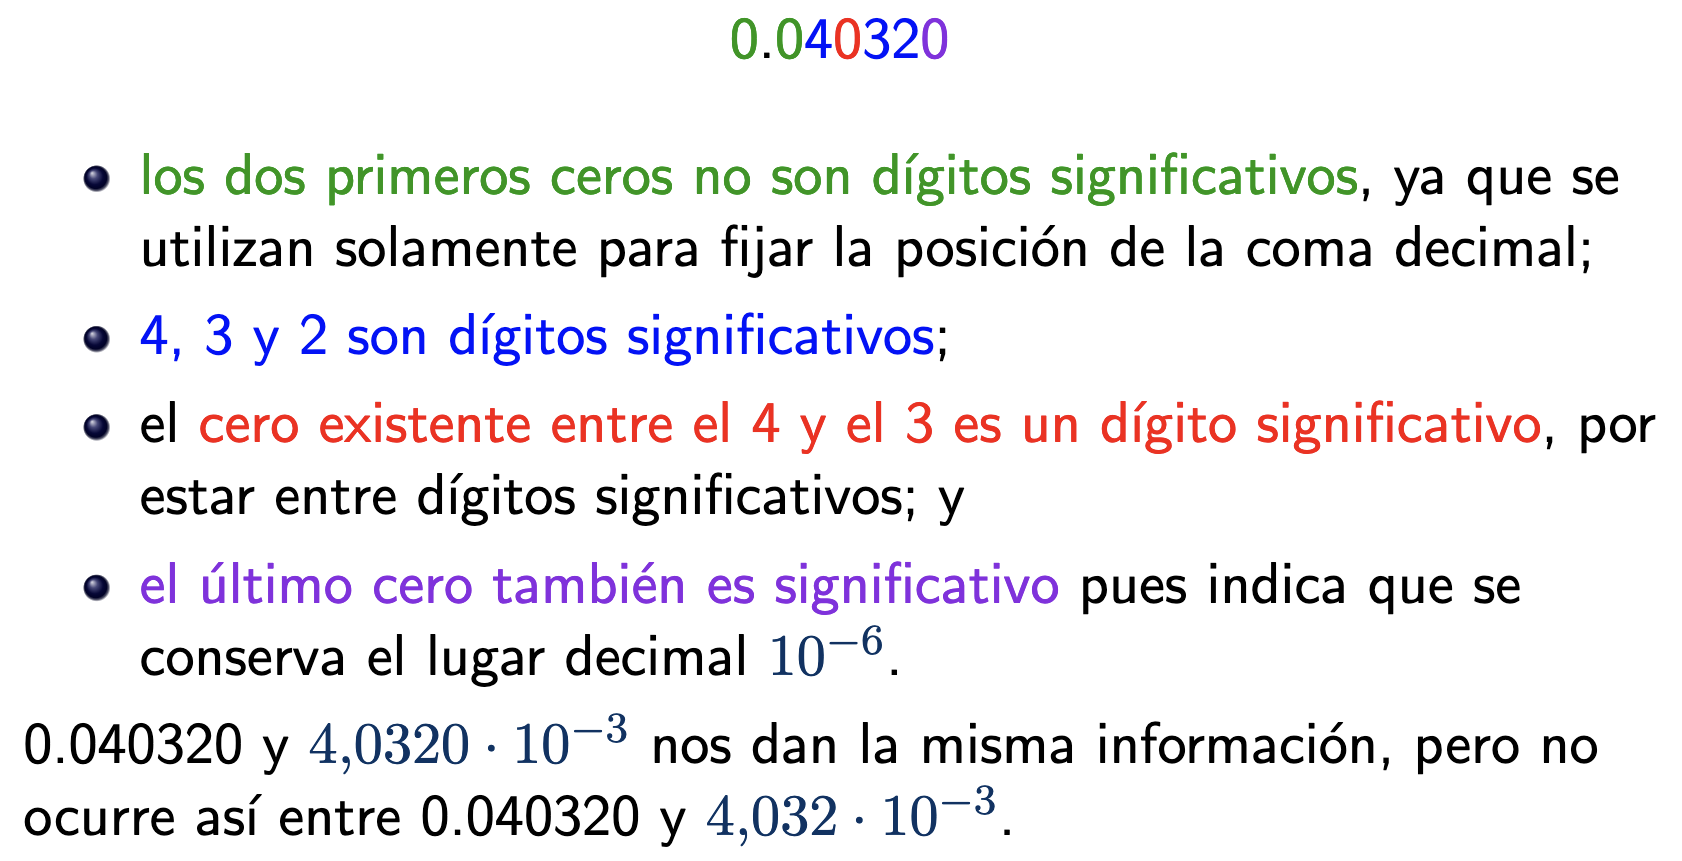 0.040320
• los dos primeros ceros no son dígitos significativos, ya que se
utilizan solamente para fijar la posición de la coma decimal;
• 4, 3 y 2 son dígitos significativos;
• el cero existente entre el 4 y el 3 es un dígito significativo, por
estar entre dígitos significativos; y
• el último cero también es significativo pues indica que se
conserva el lugar decimal 10⁻⁶.
0.040320 y 4,0320 · 10⁻³ nos dan la misma información, pero no
ocurre así entre 0.040320 y 4,032 · 10⁻³.